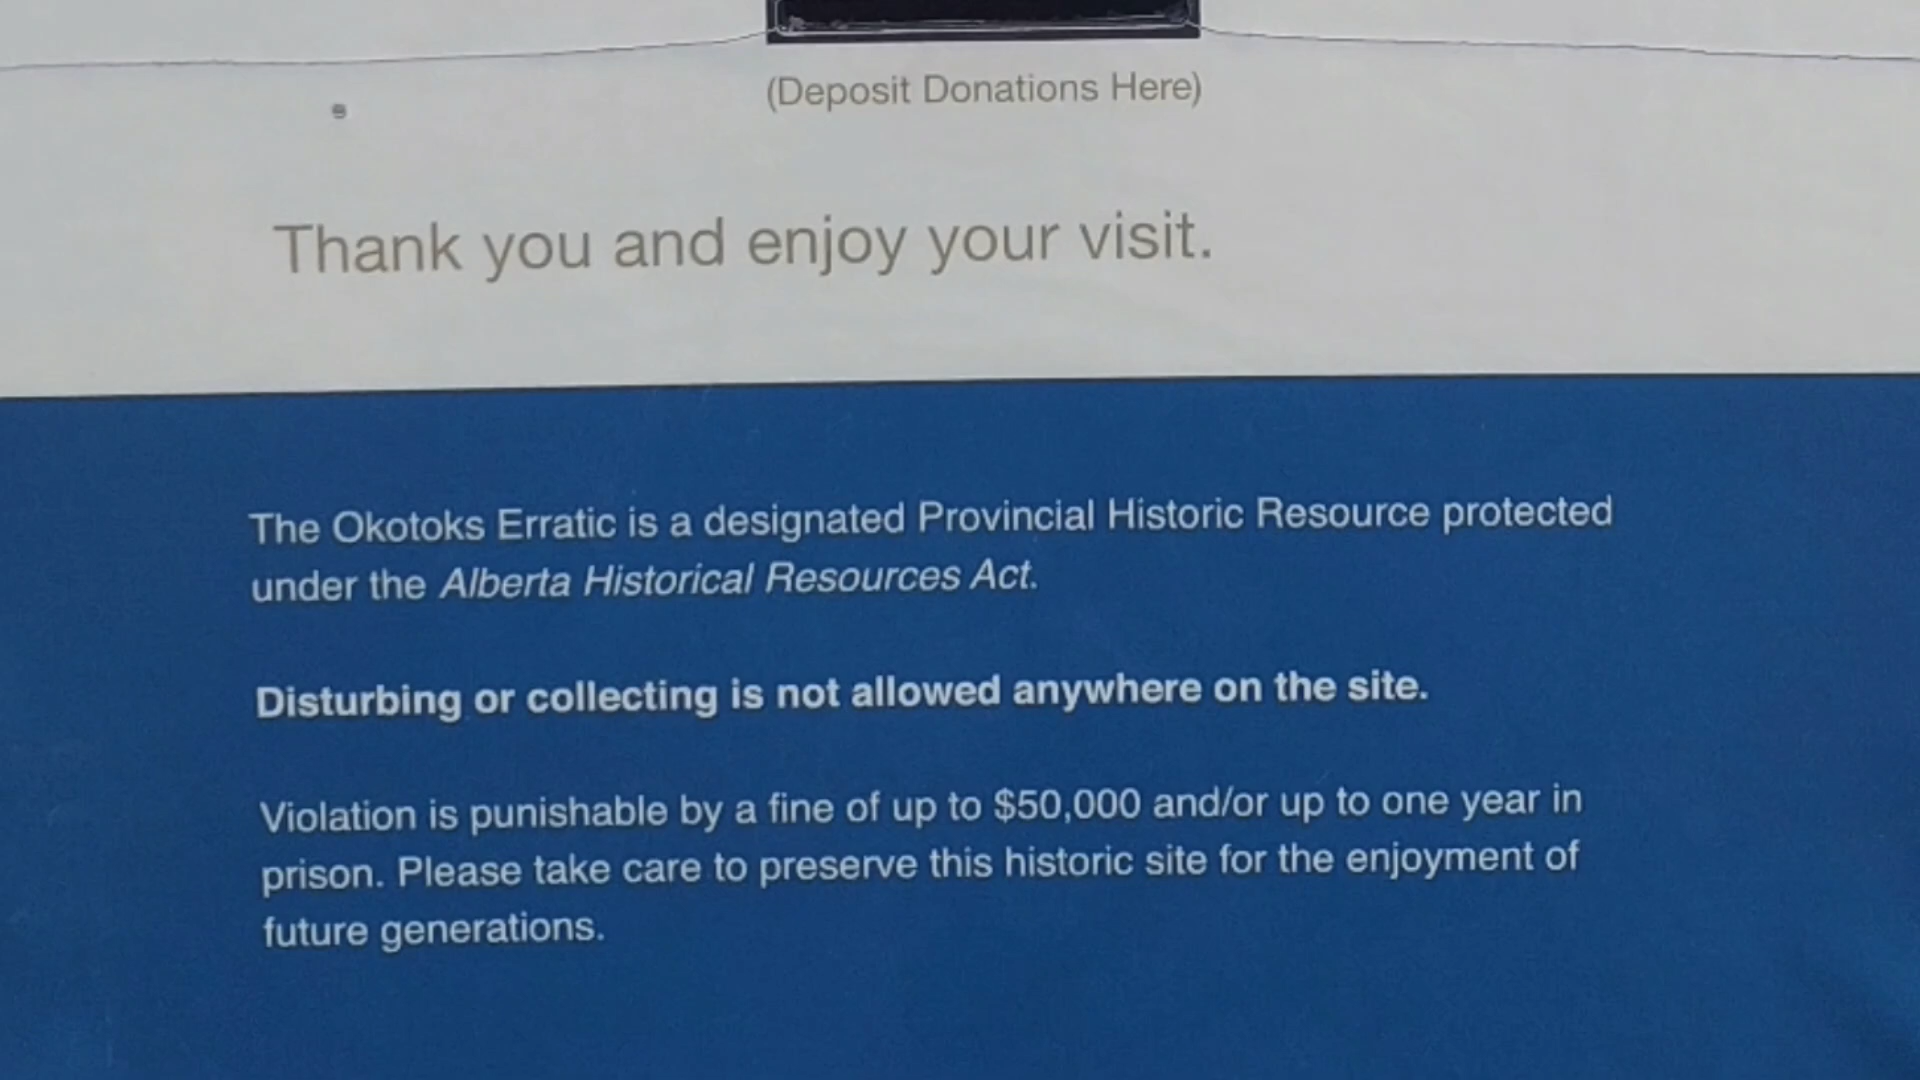 (Deposit Donations Here)
Thank you and enjoy your visit.
The Okotoks Erratic is a designated Provincial Historic Resource protected
under the Alberta Historical Resources Act.
Disturbing or collecting is not allowed anywhere on the site.
Violation is punishable by a fine of up to $50,000 and/or up to one year in
prison. Please take care to preserve this historic site for the enjoyment of
future generations.